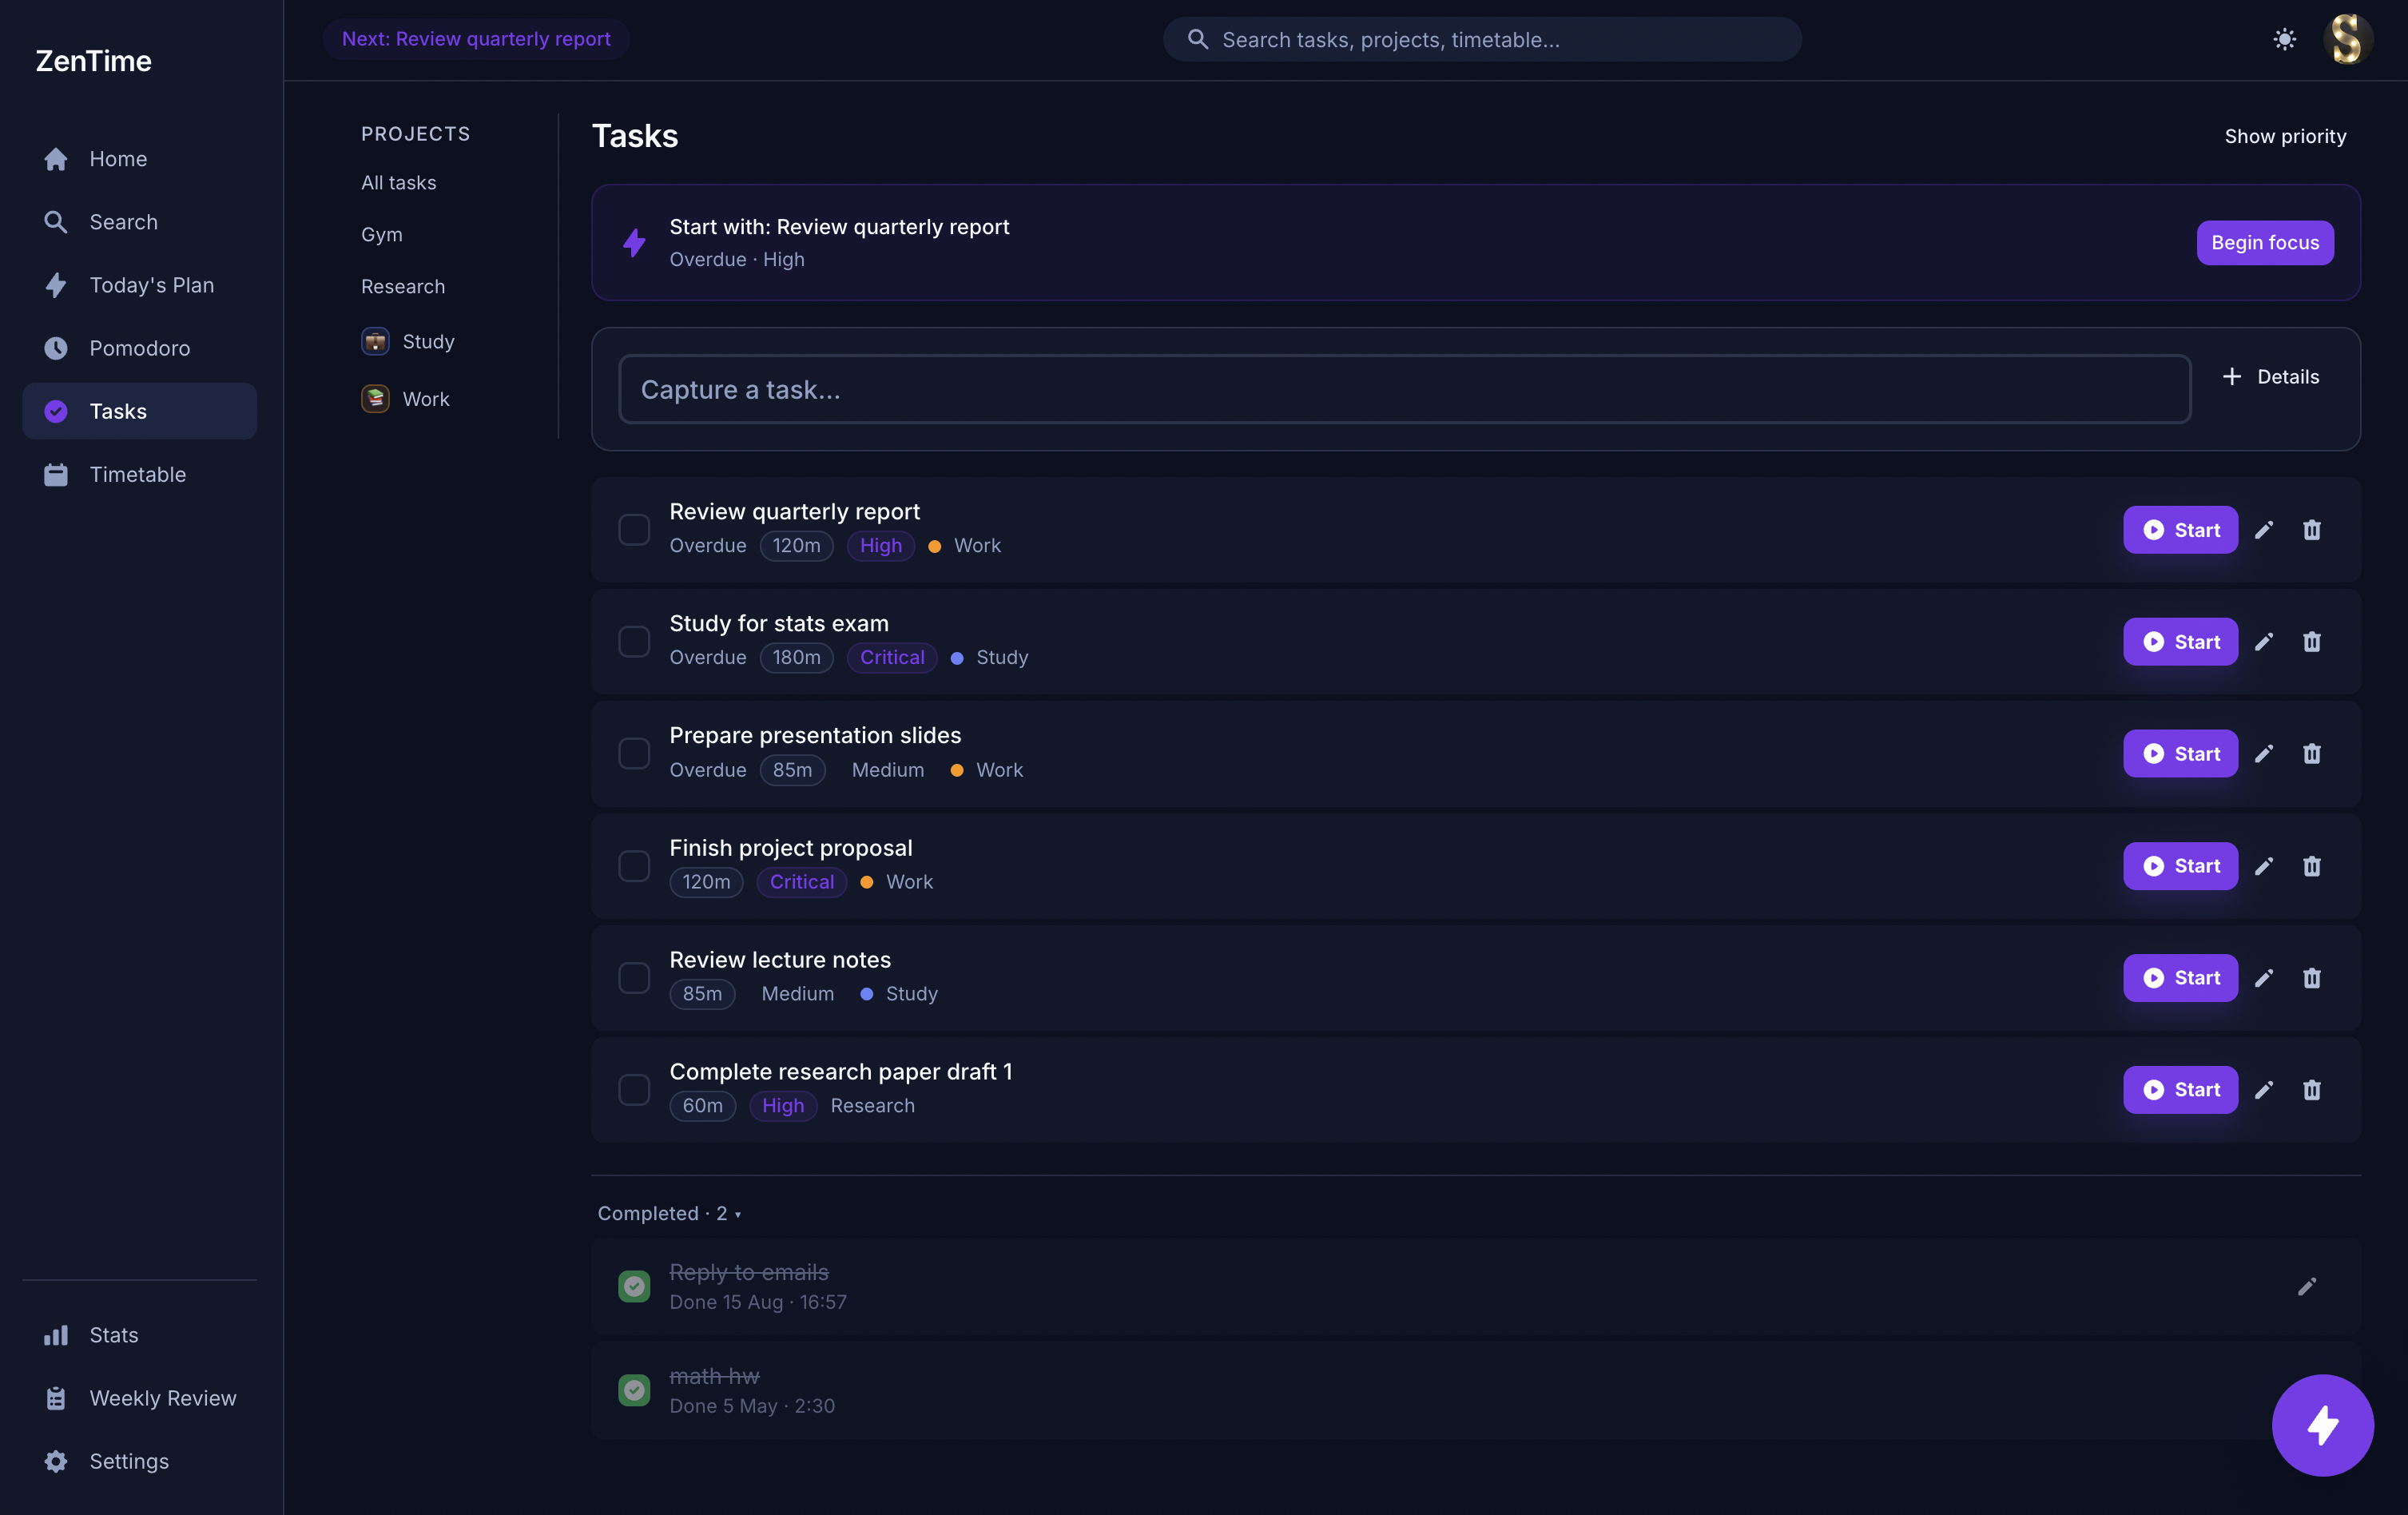 ZenTime
Home
Search
Today's Plan
Pomodoro
Tasks
Timetable
Stats
Weekly Review
Settings
Next: Review quarterly report
Search tasks, projects, timetable...
S
PROJECTS
All tasks
Gym
Research
Study
Work
Tasks
Show priority
Start with: Review quarterly report
Overdue · High
Begin focus
Capture a task...
+ Details
Review quarterly report
Overdue 120m High Work
Start
Study for stats exam
Overdue 180m Critical Study
Start
Prepare presentation slides
Overdue 85m Medium Work
Start
Finish project proposal
120m Critical Work
Start
Review lecture notes
85m Medium Study
Start
Complete research paper draft 1
60m High Research
Start
Completed · 2 ▾
Reply to emails
Done 15 Aug · 16:57
math hw
Done 5 May · 2:30